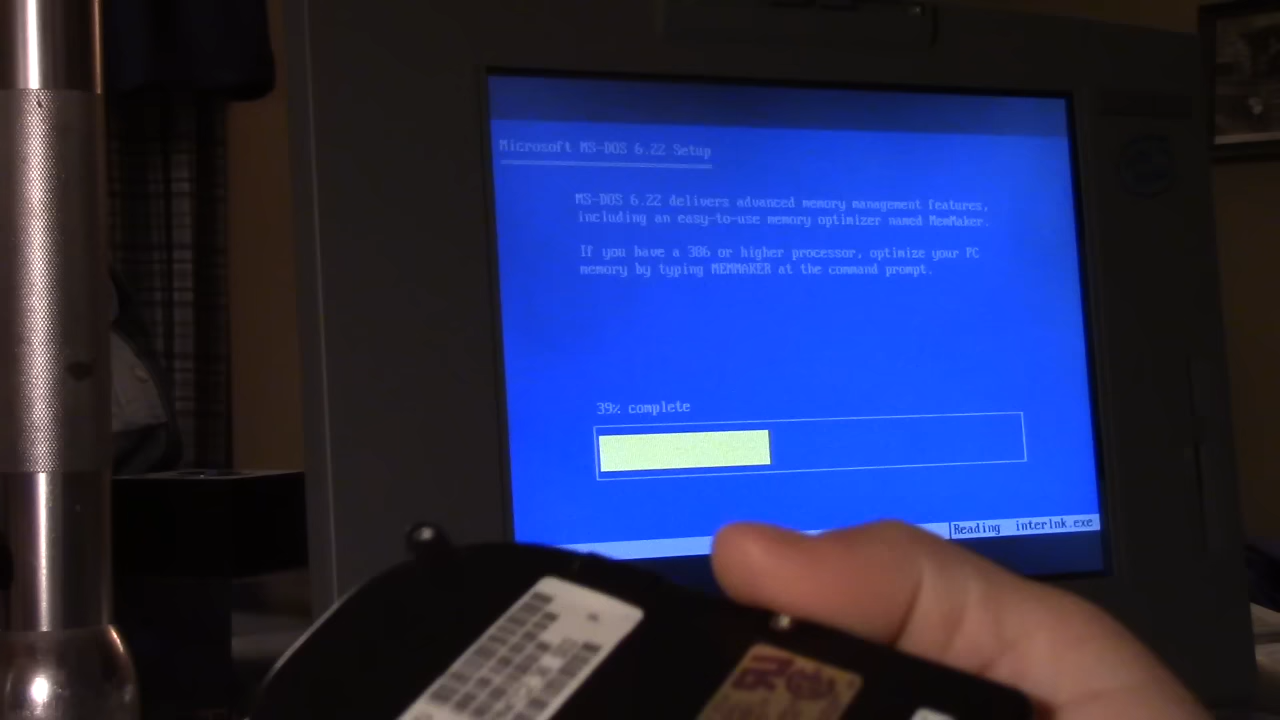 Microsoft MS-DOS 6.22 Setup
MS-DOS 6.22 delivers advanced memory management features,
including an easy-to-use memory optimizer named MemMaker.
If you have a 386 or higher processor, optimize your PC
memory by typing MEMMAKER at the command prompt.
39% complete
Reading interlnk.exe